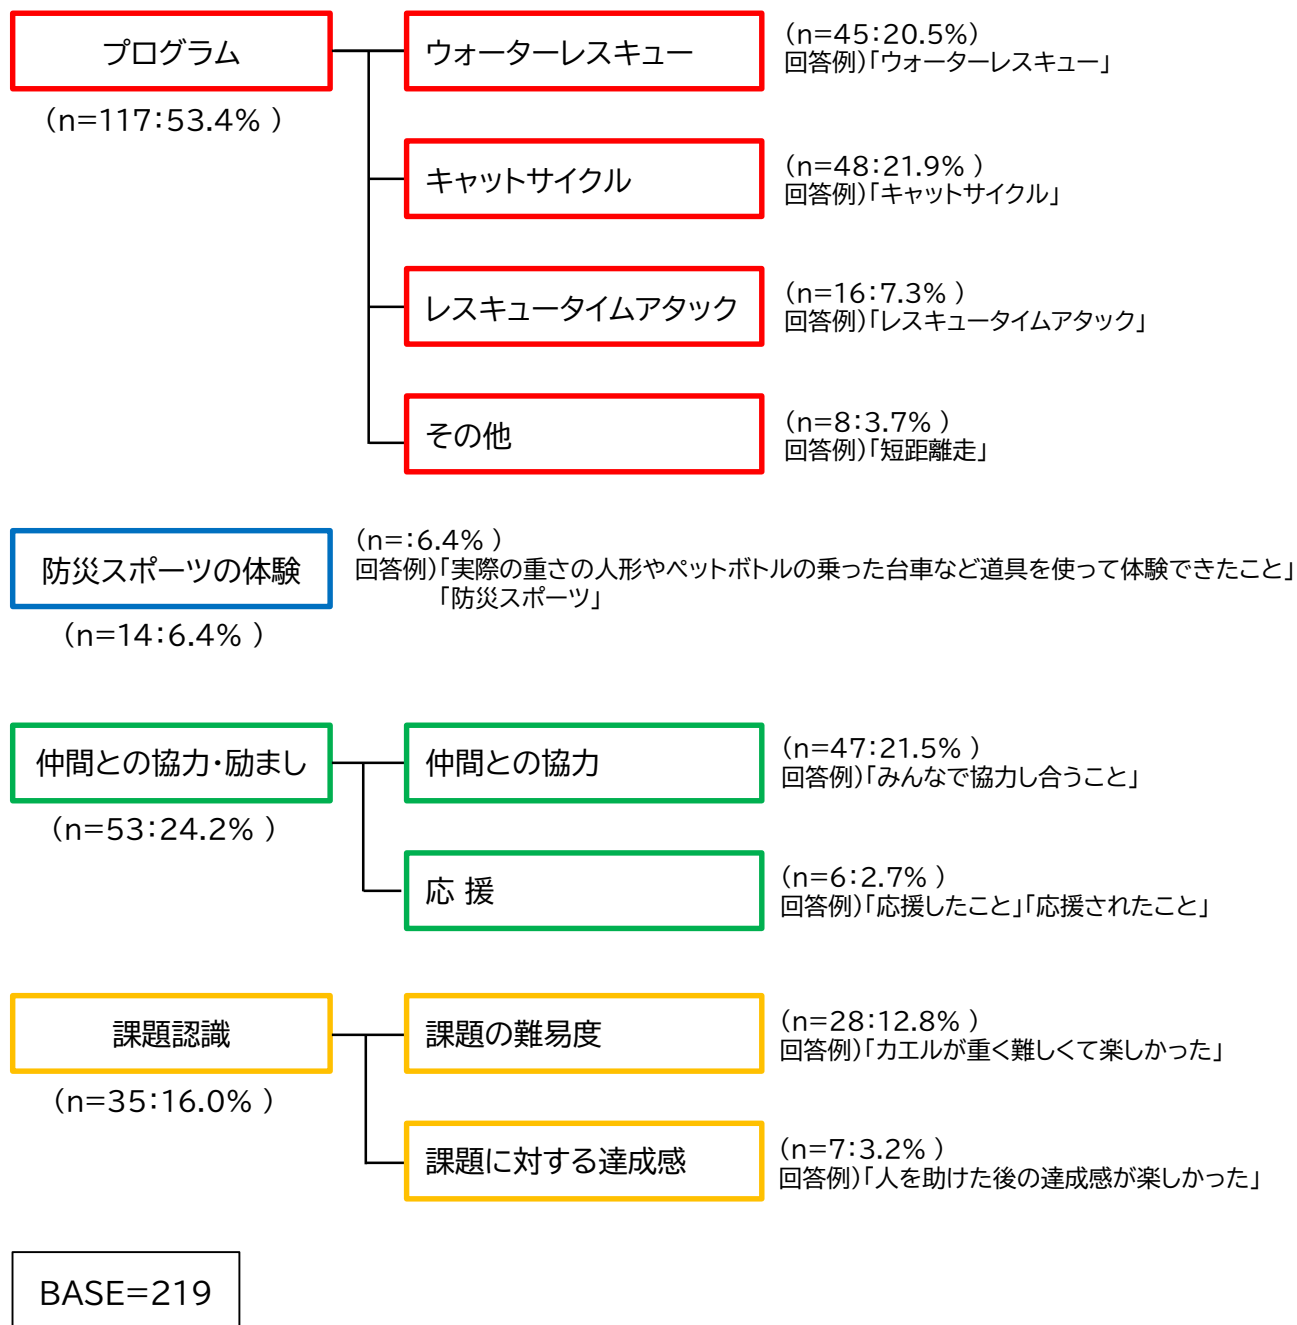 プログラム
(n=117:53.4% )
ウォーターレスキュー
(n=45:20.5%)
回答例)「ウォーターレスキュー」
キャットサイクル
(n=48:21.9% )
回答例)「キャットサイクル」
レスキュータイムアタック
(n=16:7.3% )
回答例)「レスキュータイムアタック」
その他
(n=8:3.7% )
回答例)「短距離走」
防災スポーツの体験
(n=14:6.4% )
(n=:6.4% )
回答例)「実際の重さの人形やペットボトルの乗った台車など道具を使って体験できたこと」
「防災スポーツ」
仲間との協力・励まし
(n=53:24.2% )
仲間との協力
(n=47:21.5% )
回答例)「みんなで協力し合うこと」
応 援
(n=6:2.7% )
回答例)「応援したこと」「応援されたこと」
課題認識
(n=35:16.0% )
課題の難易度
(n=28:12.8% )
回答例)「カエルが重く難しくて楽しかった」
課題に対する達成感
(n=7:3.2% )
回答例)「人を助けた後の達成感が楽しかった」
BASE=219